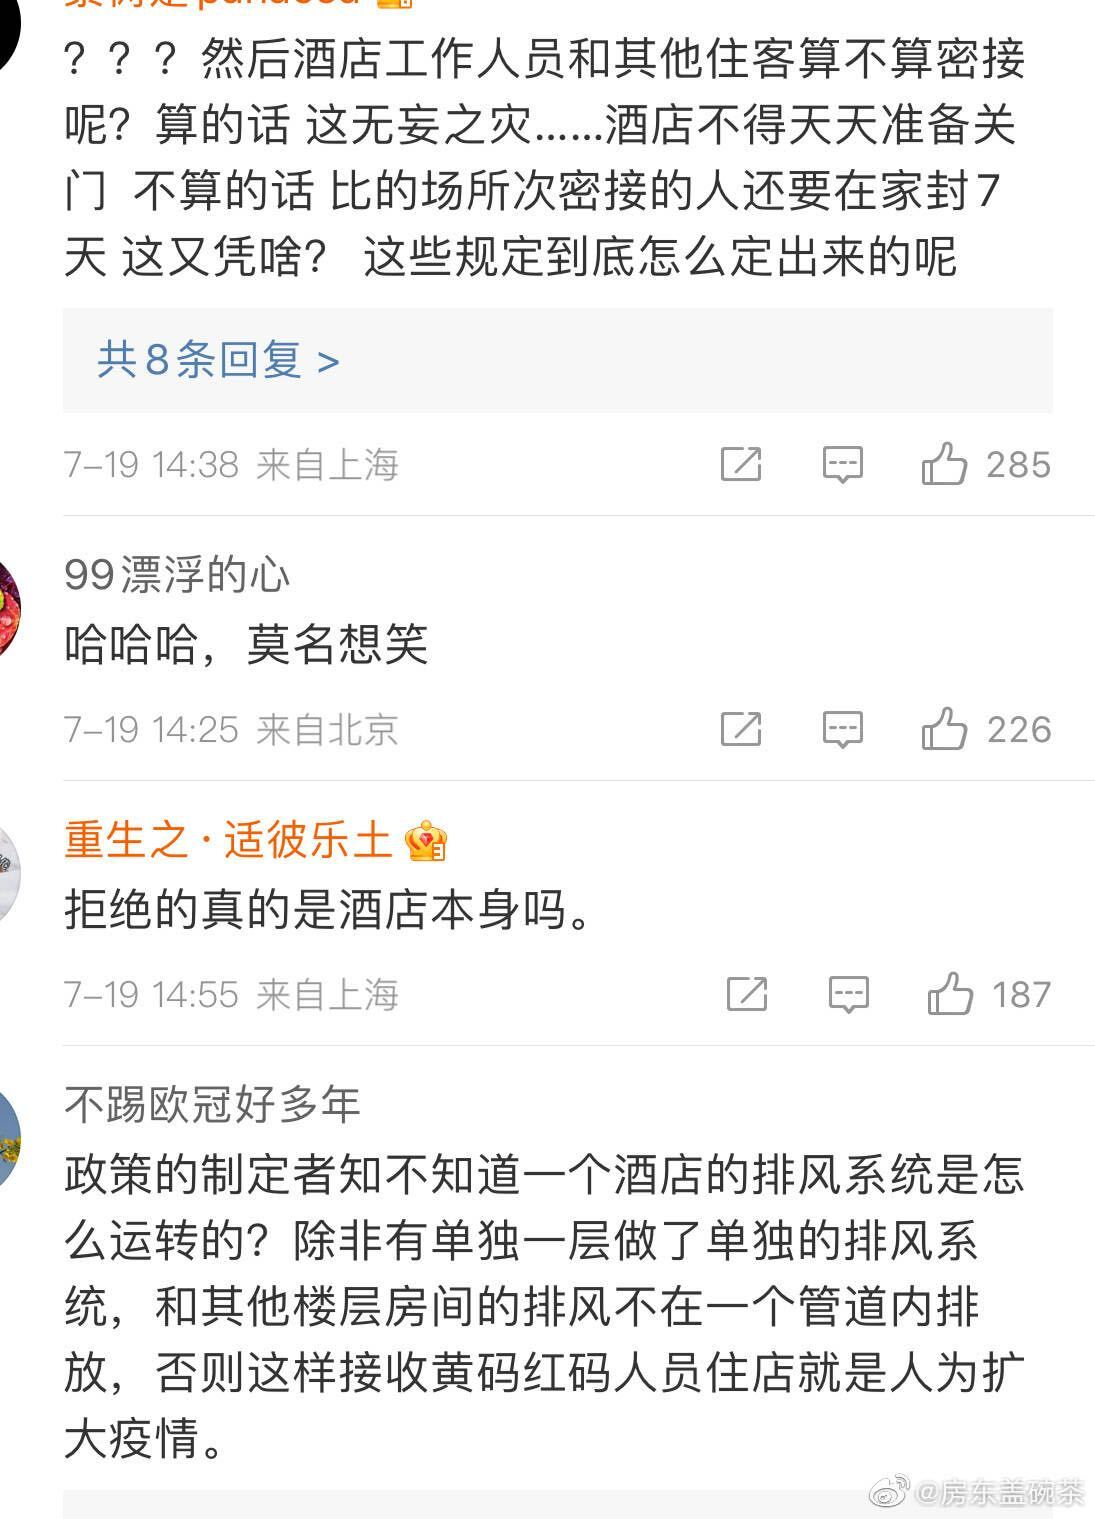 ？？？然后酒店工作人员和其他住客算不算密接
呢？算的话 这无妄之灾……酒店不得天天准备关
门 不算的话 比的场所次密接的人还要在家封7
天 这又凭啥？ 这些规定到底怎么定出来的呢
共8条回复 >
7-19 14:38 来自上海
285
99漂浮的心
哈哈哈，莫名想笑
7-19 14:25 来自北京
226
重生之·适彼乐土
拒绝的真的是酒店本身吗。
7-19 14:55 来自上海
187
不踢欧冠好多年
政策的制定者知不知道一个酒店的排风系统是怎
么运转的？除非有单独一层做了单独的排风系
统，和其他楼层房间的排风不在一个管道内排
放，否则这样接收黄码红码人员住店就是人为扩
大疫情。
@房东盖碗茶